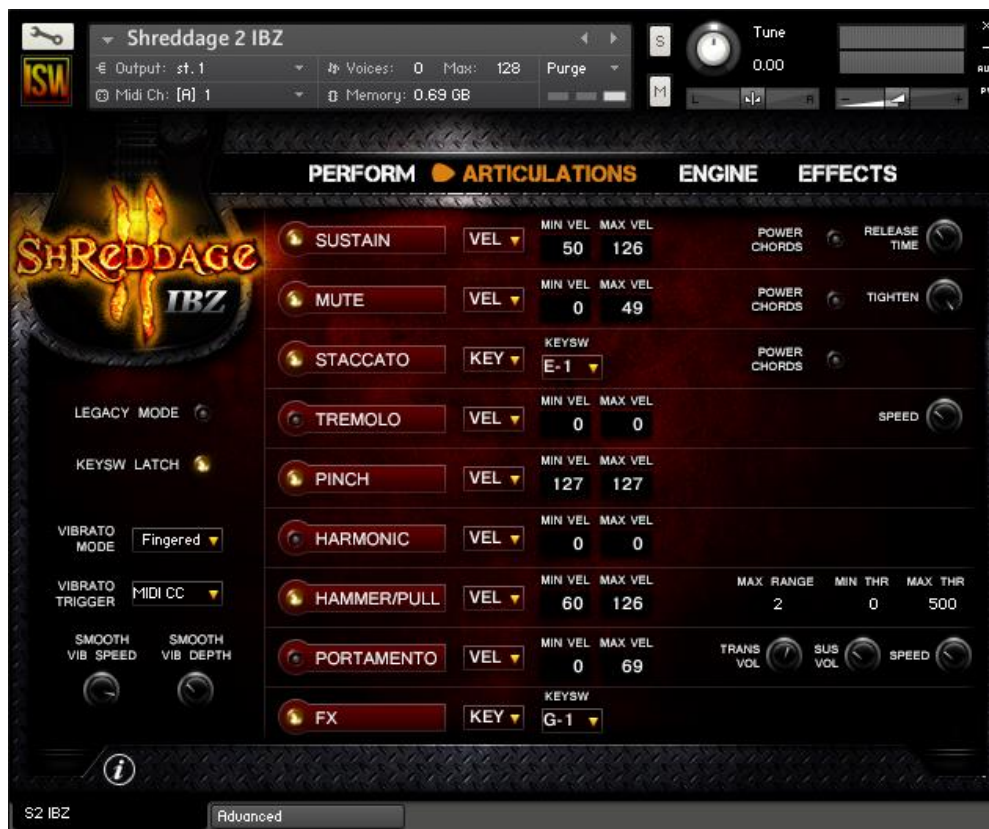 Shreddage 2 IBZ
S
Tune
0.00
ISW
Output: st.1
Voices: 0 Max: 128
Purge
Midi Ch: [A] 1
Memory: 0.69 GB
M
L
R
-
+
PERFORM
ARTICULATIONS
ENGINE
EFFECTS
SHREDDAGE
II
IBZ
SUSTAIN
VEL
MIN VEL MAX VEL
50 126
POWER CHORDS
RELEASE TIME
MUTE
VEL
MIN VEL MAX VEL
0 49
POWER CHORDS
TIGHTEN
STACCATO
KEY
KEYSW
E-1
POWER CHORDS
LEGACY MODE
TREMOLO
VEL
MIN VEL MAX VEL
0 0
SPEED
KEYSW LATCH
PINCH
VEL
MIN VEL MAX VEL
127 127
VIBRATO MODE
Fingered
HARMONIC
VEL
MIN VEL MAX VEL
0 0
VIBRATO TRIGGER
MIDI CC
HAMMER/PULL
VEL
MIN VEL MAX VEL
60 126
MAX RANGE MIN THR MAX THR
2 0 500
SMOOTH VIB SPEED
SMOOTH VIB DEPTH
PORTAMENTO
VEL
MIN VEL MAX VEL
0 69
TRANS VOL
SUS VOL
SPEED
FX
KEY
KEYSW
G-1
i
S2 IBZ
Advanced